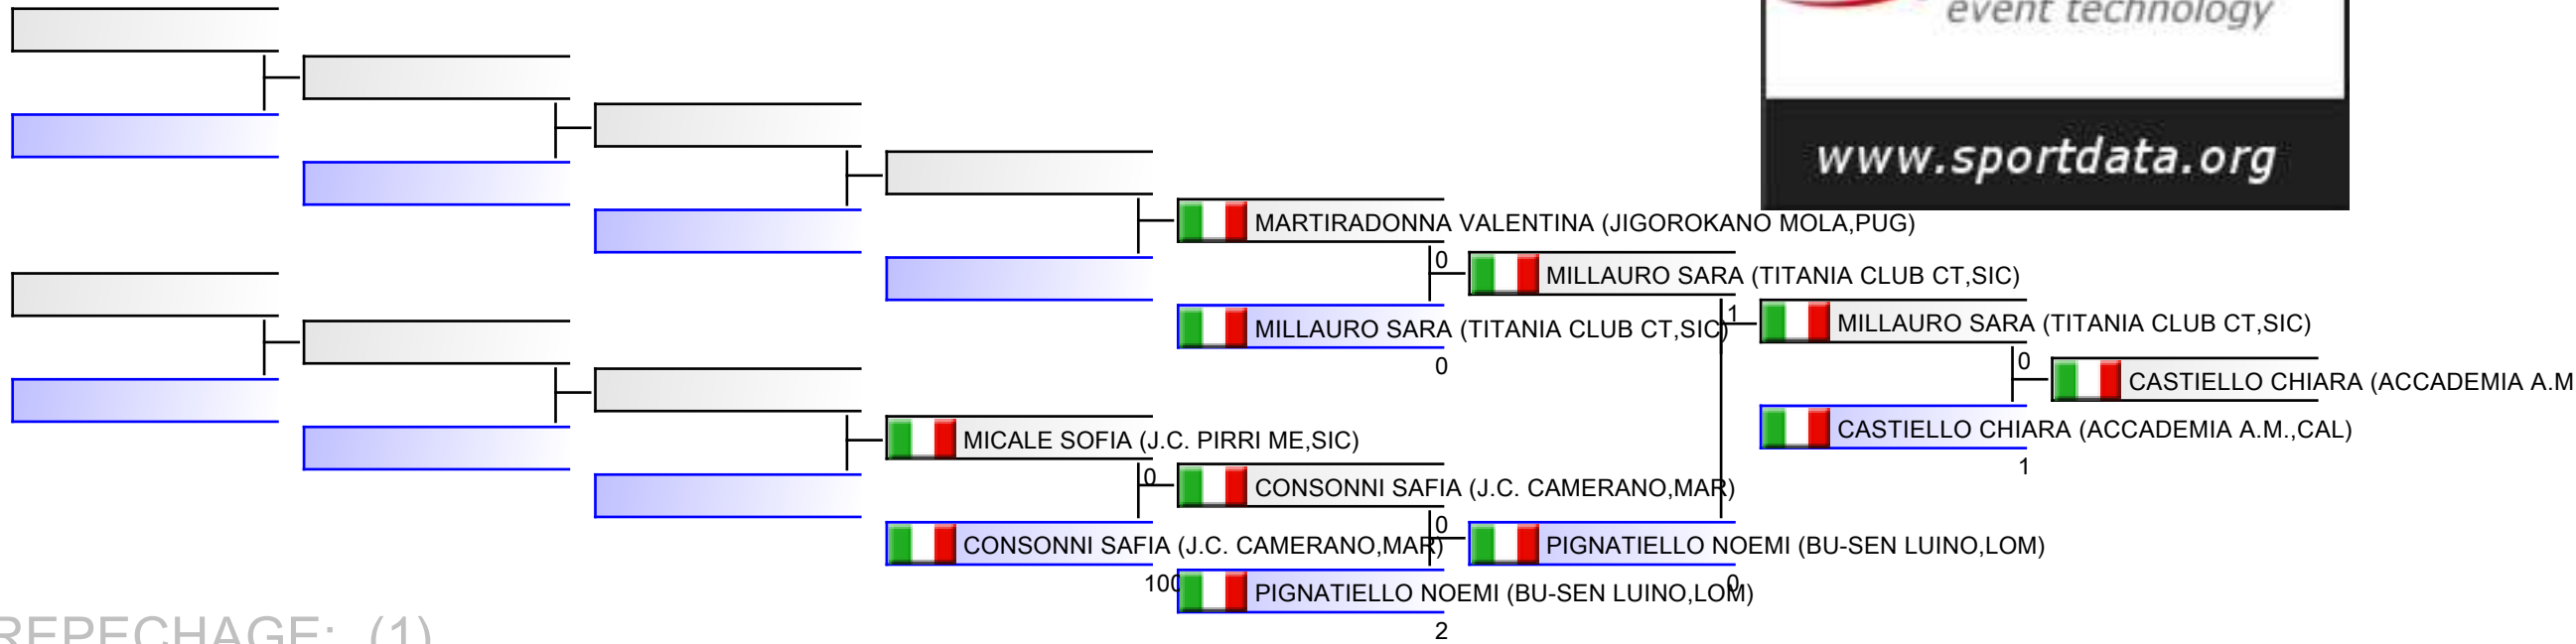 event technology
www.sportdata.org
MARTIRADONNA VALENTINA (JIGOROKANO MOLA,PUG)
0
MILLAURO SARA (TITANIA CLUB CT,SIC)
MILLAURO SARA (TITANIA CLUB CT,SIC)
1
MILLAURO SARA (TITANIA CLUB CT,SIC)
0
0
CASTIELLO CHIARA (ACCADEMIA A.M
CASTIELLO CHIARA (ACCADEMIA A.M.,CAL)
1
MICALE SOFIA (J.C. PIRRI ME,SIC)
0
CONSONNI SAFIA (J.C. CAMERANO,MAR)
0
CONSONNI SAFIA (J.C. CAMERANO,MAR)
PIGNATIELLO NOEMI (BU-SEN LUINO,LOM)
100
PIGNATIELLO NOEMI (BU-SEN LUINO,LOM)
0
2
REPECHAGE: (1)